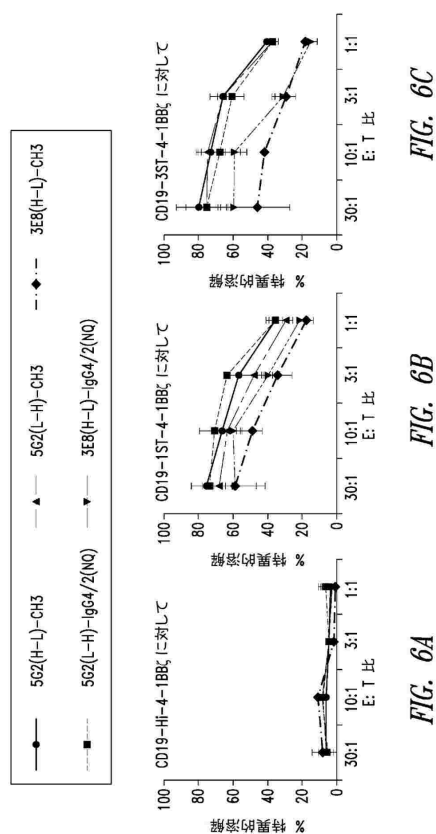 5G2(H-L)-CH3
5G2(L-H)-CH3
3E8(H-L)-CH3
5G2(L-H)-IgG4/2(NQ)
3E8(H-L)-IgG4/2(NQ)
CD19-Hi-4-1BBζ に対して
% 特異的溶解
100
80
60
40
20
0
30:1
10:1
3:1
1:1
E: T 比
FIG. 6A
CD19-1ST-4-1BBζ に対して
% 特異的溶解
100
80
60
40
20
0
30:1
10:1
3:1
1:1
E: T 比
FIG. 6B
CD19-3ST-4-1BBζ に対して
% 特異的溶解
100
80
60
40
20
0
30:1
10:1
3:1
1:1
E: T 比
FIG. 6C